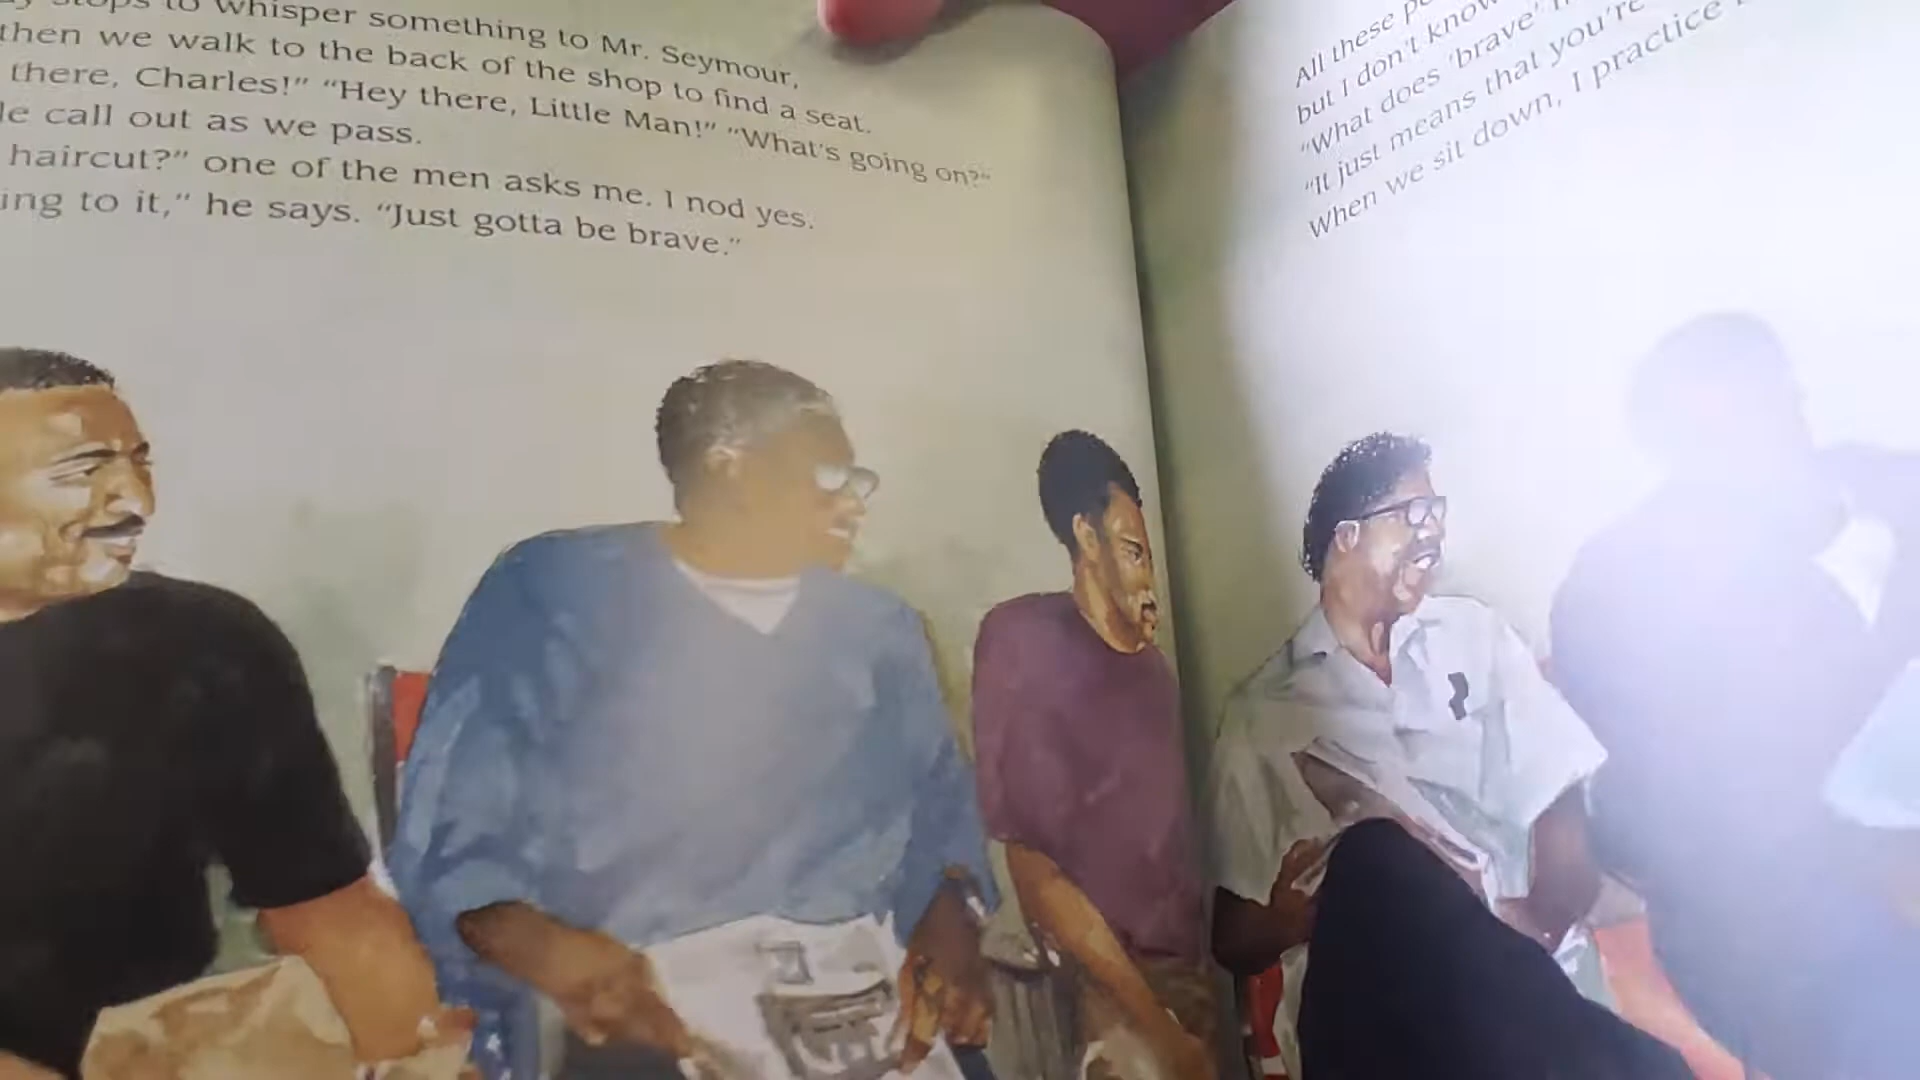 stops to whisper something to Mr. Seymour,
then we walk to the back of the shop to find a seat.
there, Charles!” “Hey there, Little Man!” “What’s going on?”
call out as we pass.
haircut?” one of the men asks me. I nod yes.
ing to it,” he says. “Just gotta be brave.”
All these
but I don’t know
“What does ‘brave’
“It just means that you’re
When we sit down, I practice